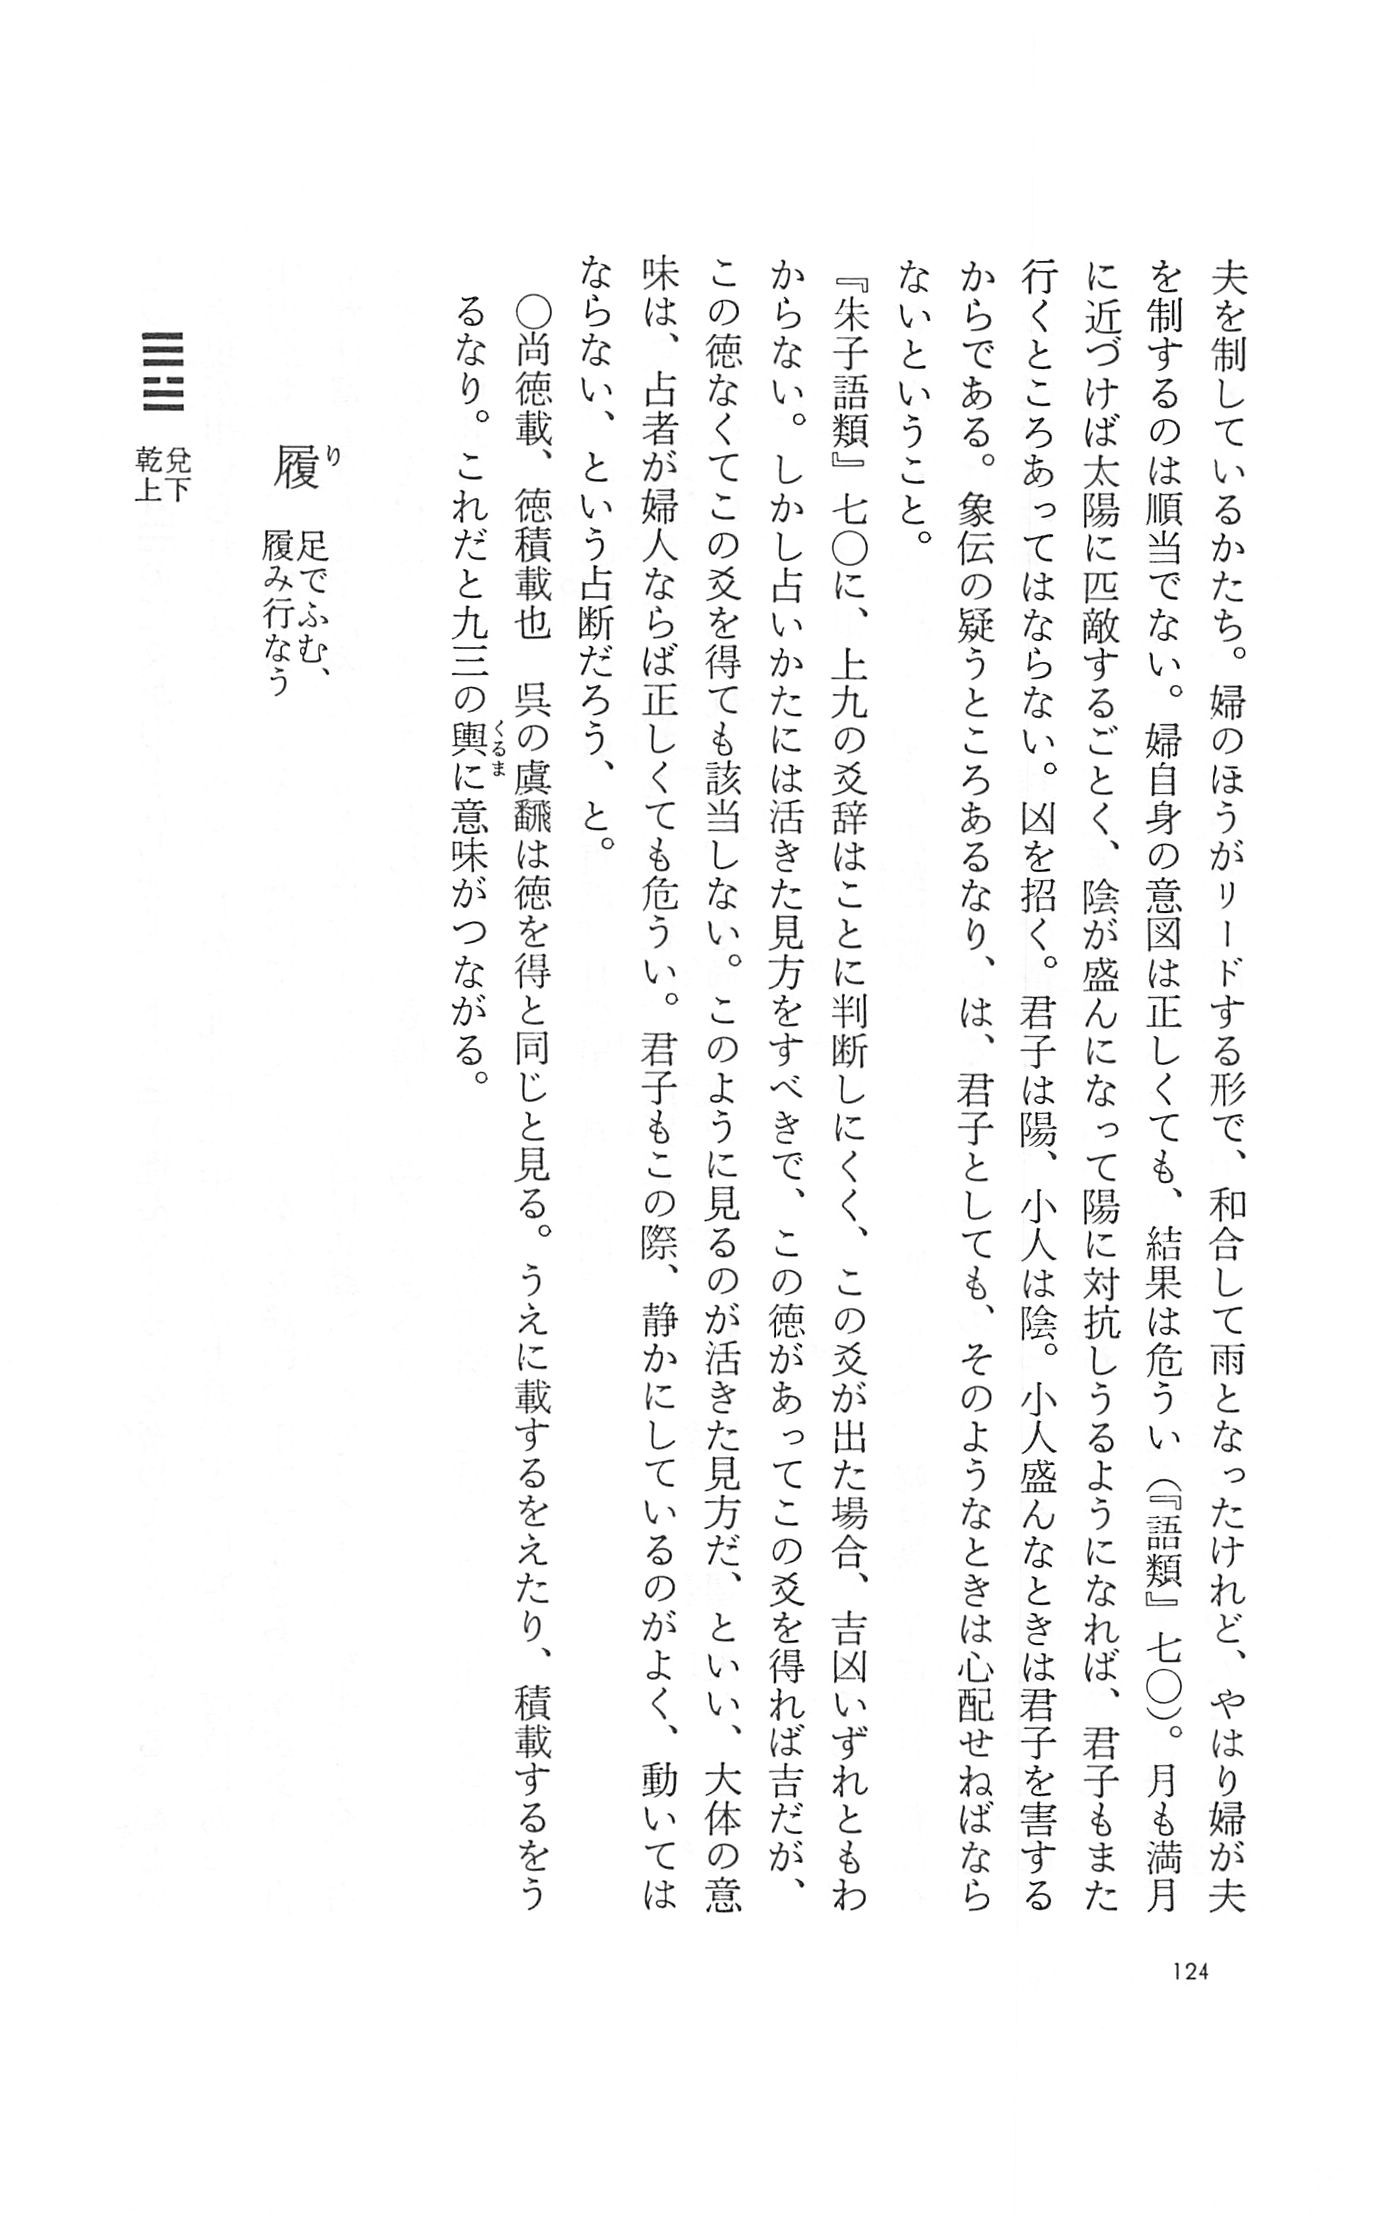 夫を制しているかたち。婦のほうがリードする形で、和合して雨となったけれど、やはり婦が夫
を制するのは順当でない。婦自身の意図は正しくても、結果は危うい（『語類』七〇）。月も満月
に近づけば太陽に匹敵するごとく、陰が盛んになって陽に対抗しうるようになれば、君子もまた
行くところあってはならない。凶を招く。君子は陽、小人は陰。小人盛んなときは君子を害する
からである。象伝の疑うところあるなり、は、君子としても、そのようなときは心配せねばなら
ないということ。
『朱子語類』七〇に、上九の爻辞はことに判断しにくく、この爻が出た場合、吉凶いずれともわ
からない。しかし占いかたには活きた見方をすべきで、この徳があってこの爻を得れば吉だが、
この徳なくてこの爻を得ても該当しない。このように見るのが活きた見方だ、といい、大体の意
味は、占者が婦人ならば正しくても危うい。君子もこの際、静かにしているのがよく、動いては
ならない、という占断だろう、と。
〇尚徳載、徳積載也　呉の虞翻は徳を得と同じと見る。うえに載するをえたり、積載するをう
るなり。これだと九三の輿に意味がつながる。
くるま
履
り
足でふむ、
履み行なう
䷉
兌下
乾上
124